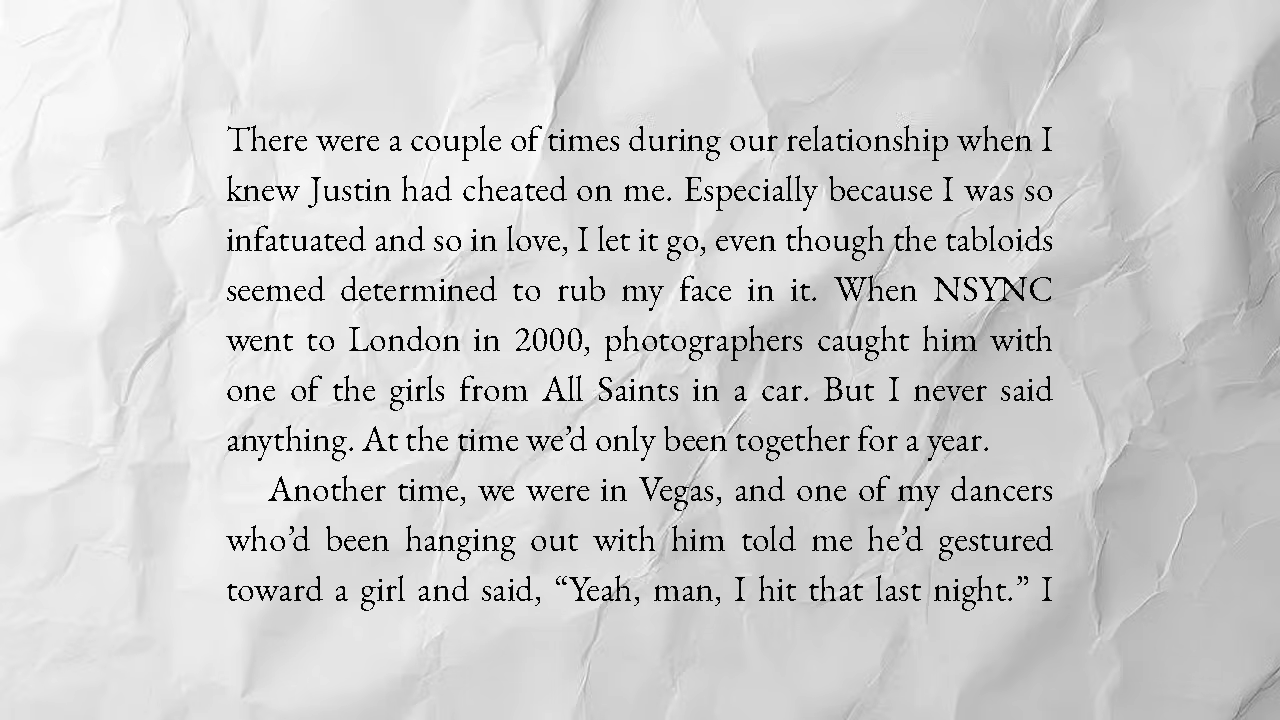 There were a couple of times during our relationship when I
knew Justin had cheated on me. Especially because I was so
infatuated and so in love, I let it go, even though the tabloids
seemed determined to rub my face in it. When NSYNC
went to London in 2000, photographers caught him with
one of the girls from All Saints in a car. But I never said
anything. At the time we’d only been together for a year.
Another time, we were in Vegas, and one of my dancers
who’d been hanging out with him told me he’d gestured
toward a girl and said, “Yeah, man, I hit that last night.” I